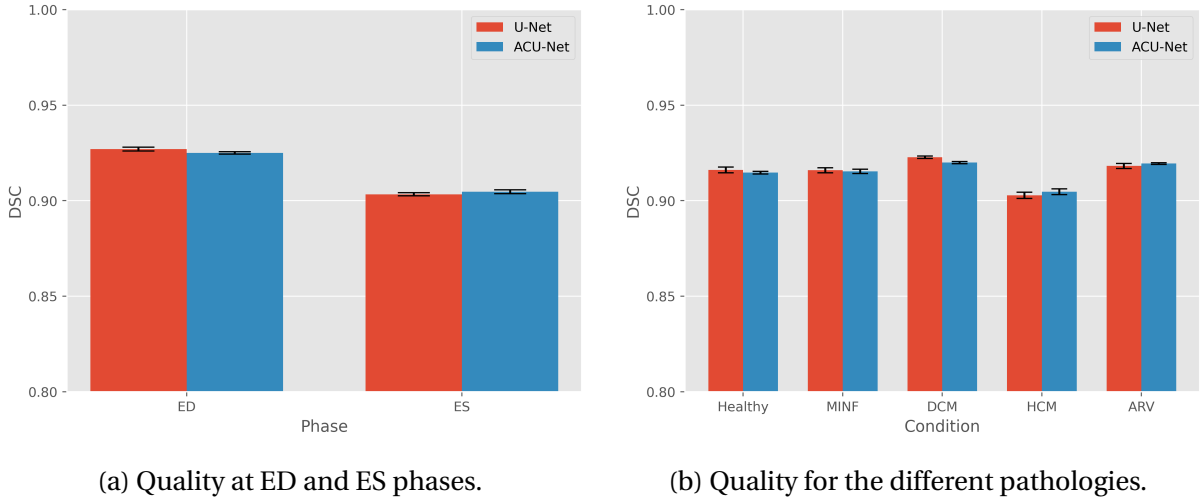 1.00
0.95
0.90
0.85
0.80
DSC
U-Net
ACU-Net
ED
ES
Phase
(a) Quality at ED and ES phases.
1.00
0.95
0.90
0.85
0.80
DSC
U-Net
ACU-Net
Healthy
MINF
DCM
HCM
ARV
Condition
(b) Quality for the different pathologies.